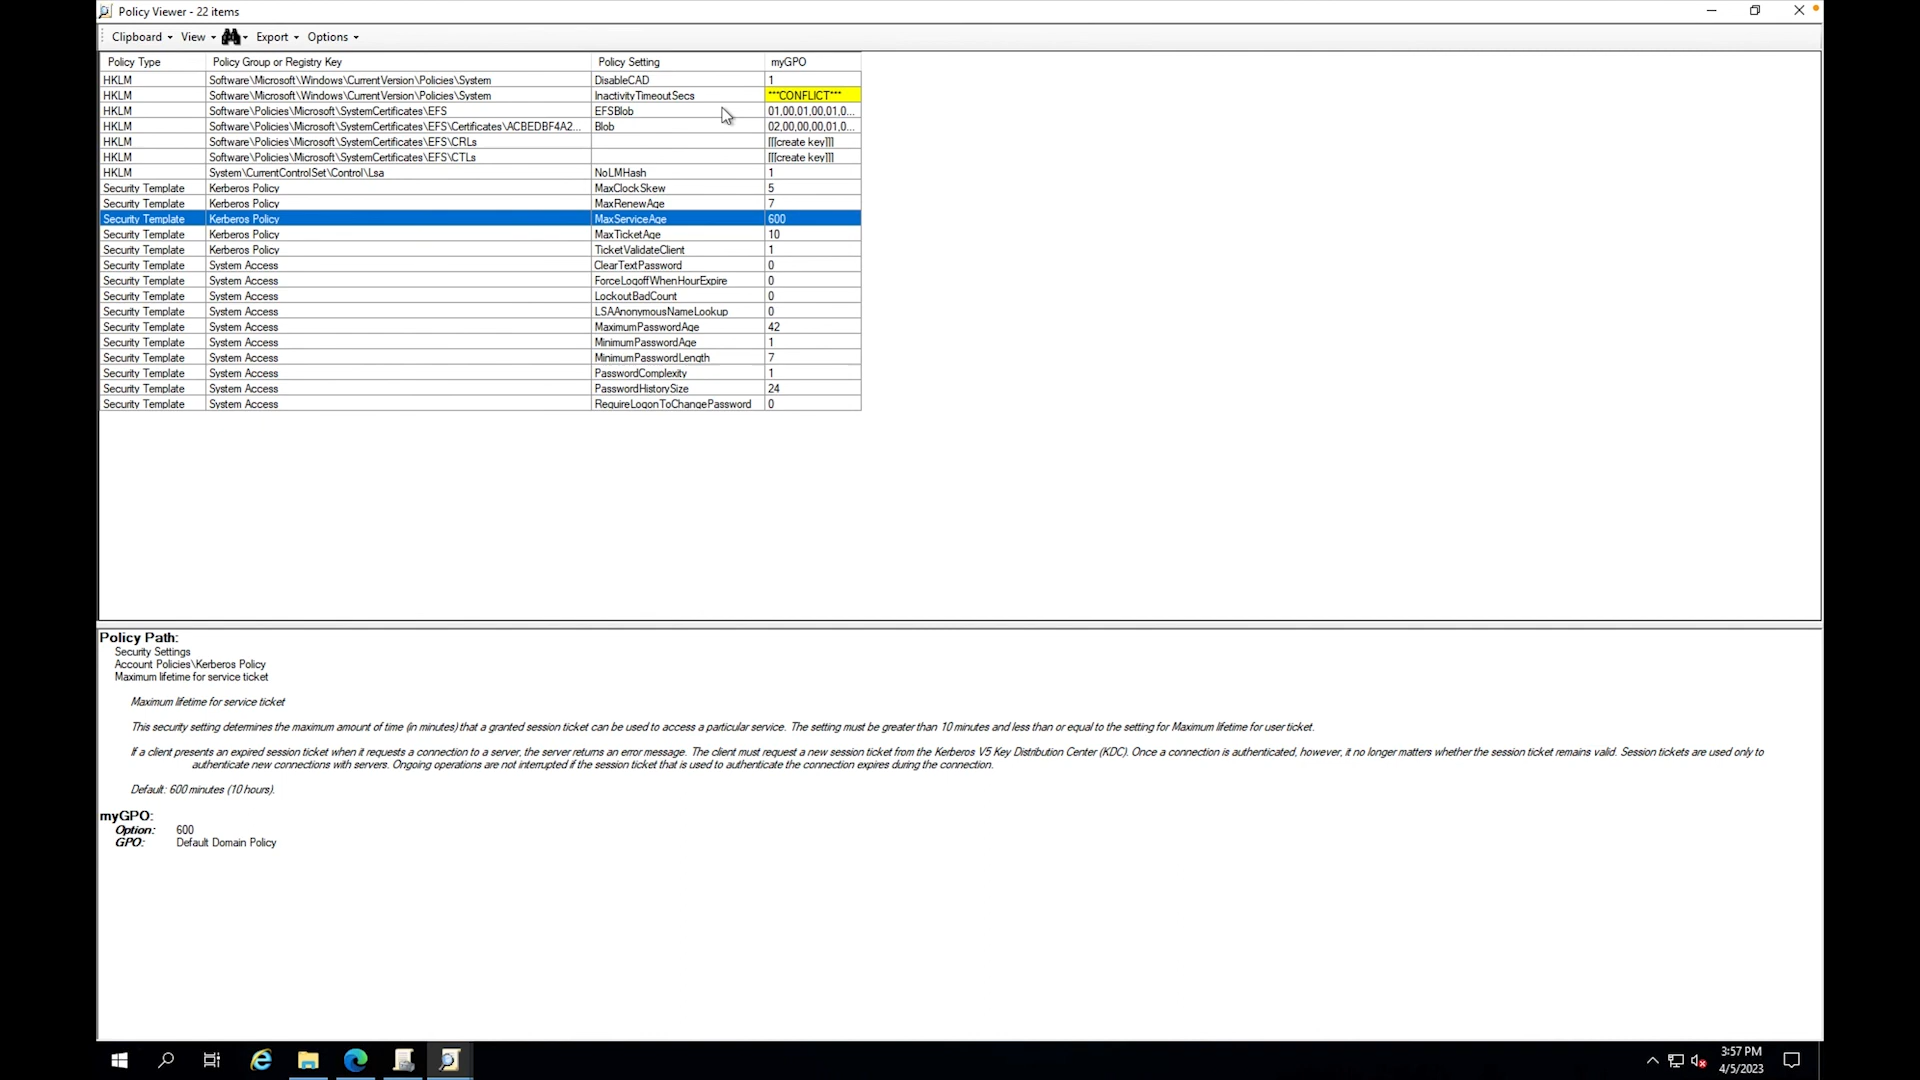 Policy Viewer - 22 items
Clipboard View Export Options
Policy Type Policy Group or Registry Key Policy Setting myGPO
HKLM Software\Microsoft\Windows\CurrentVersion\Policies\System DisableCAD 1
HKLM Software\Microsoft\Windows\CurrentVersion\Policies\System InactivityTimeoutSecs ***CONFLICT***
HKLM Software\Policies\Microsoft\SystemCertificates\EFS EFSBlob 01,00,01,00,01,0...
HKLM Software\Policies\Microsoft\SystemCertificates\EFS\Certificates\ACBEDBF4A2... Blob 02,00,00,00,01,0...
HKLM Software\Policies\Microsoft\SystemCertificates\EFS\CRLs [[[create key]]]
HKLM Software\Policies\Microsoft\SystemCertificates\EFS\CTLs [[[create key]]]
HKLM System\CurrentControlSet\Control\Lsa NoLMHash 1
Security Template Kerberos Policy MaxClockSkew 5
Security Template Kerberos Policy MaxRenewAge 7
Security Template Kerberos Policy MaxServiceAge 600
Security Template Kerberos Policy MaxTicketAge 10
Security Template Kerberos Policy TicketValidateClient 1
Security Template System Access ClearTextPassword 0
Security Template System Access ForceLogoffWhenHourExpire 0
Security Template System Access LockoutBadCount 0
Security Template System Access LSAAnonymousNameLookup 0
Security Template System Access MaximumPasswordAge 42
Security Template System Access MinimumPasswordAge 1
Security Template System Access MinimumPasswordLength 7
Security Template System Access PasswordComplexity 1
Security Template System Access PasswordHistorySize 24
Security Template System Access RequireLogonToChangePassword 0
Policy Path:
Security Settings
Account Policies\Kerberos Policy
Maximum lifetime for service ticket
Maximum lifetime for service ticket
This security setting determines the maximum amount of time (in minutes) that a granted session ticket can be used to access a particular service. The setting must be greater than 10 minutes and less than or equal to the setting for Maximum lifetime for user ticket.
If a client presents an expired session ticket when it requests a connection to a server, the server returns an error message. The client must request a new session ticket from the Kerberos V5 Key Distribution Center (KDC). Once a connection is authenticated, however, it no longer matters whether the session ticket remains valid. Session tickets are used only to
authenticate new connections with servers. Ongoing operations are not interrupted if the session ticket that is used to authenticate the connection expires during the connection.
Default: 600 minutes (10 hours).
myGPO:
Option: 600
GPO: Default Domain Policy
3:57 PM
4/5/2023